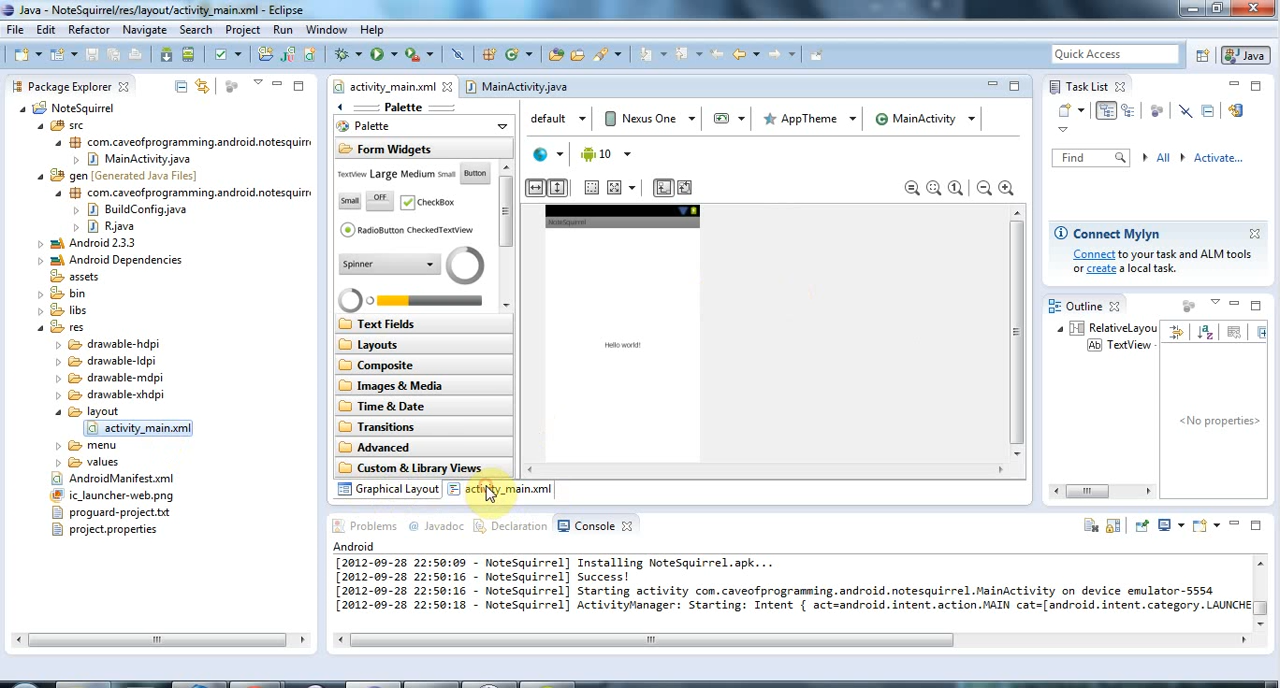 Java - NoteSquirrel/res/layout/activity_main.xml - Eclipse
File Edit Refactor Navigate Search Project Run Window Help
Quick Access
Java
Package Explorer
NoteSquirrel
src
com.caveofprogramming.android.notesquirre
MainActivity.java
gen [Generated Java Files]
com.caveofprogramming.android.notesquirre
BuildConfig.java
R.java
Android 2.3.3
Android Dependencies
assets
bin
libs
res
drawable-hdpi
drawable-ldpi
drawable-mdpi
drawable-xhdpi
layout
activity_main.xml
menu
values
AndroidManifest.xml
ic_launcher-web.png
proguard-project.txt
project.properties
activity_main.xml
MainActivity.java
Palette
Palette
Form Widgets
TextView Large Medium Small Button
Small OFF CheckBox
RadioButton CheckedTextView
Spinner
Text Fields
Layouts
Composite
Images & Media
Time & Date
Transitions
Advanced
Custom & Library Views
default Nexus One AppTheme MainActivity
10
NoteSquirrel
Hello world!
Graphical Layout activity_main.xml
Problems Javadoc Declaration Console
Android
[2012-09-28 22:50:09 - NoteSquirrel] Installing NoteSquirrel.apk...
[2012-09-28 22:50:16 - NoteSquirrel] Success!
[2012-09-28 22:50:16 - NoteSquirrel] Starting activity com.caveofprogramming.android.notesquirrel.MainActivity on device emulator-5554
[2012-09-28 22:50:18 - NoteSquirrel] ActivityManager: Starting: Intent { act=android.intent.action.MAIN cat=[android.intent.category.LAUNCHE
Task List
Find All Activate...
Connect Mylyn
Connect to your task and ALM tools
or create a local task.
Outline
RelativeLayou
Ab TextView -
<No properties>